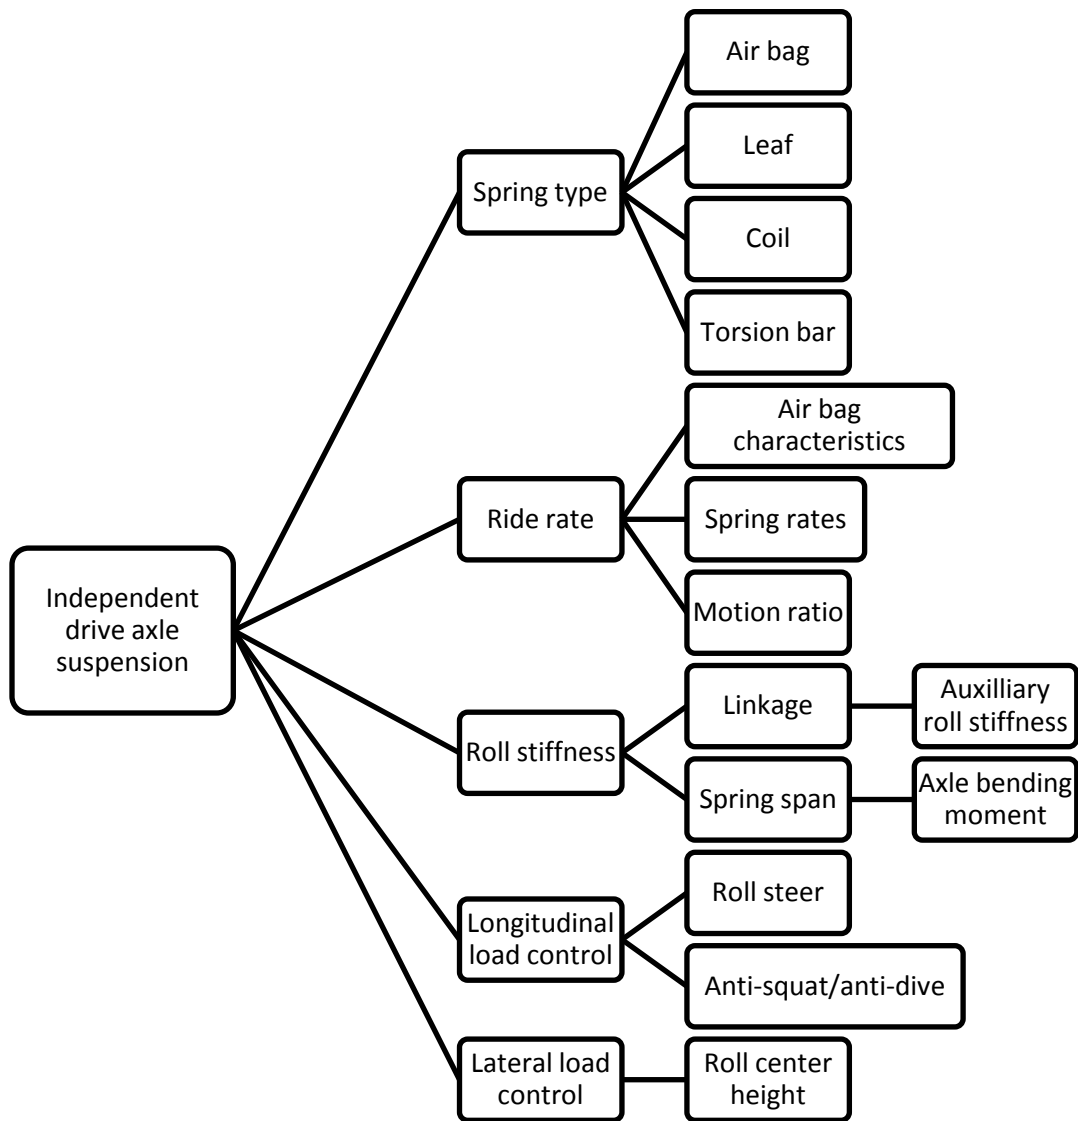 Independent
drive axle
suspension
Spring type
Air bag
Leaf
Coil
Torsion bar
Ride rate
Air bag
characteristics
Spring rates
Motion ratio
Roll stiffness
Linkage
Auxilliary
roll stiffness
Spring span
Axle bending
moment
Longitudinal
load control
Roll steer
Anti-squat/anti-dive
Lateral load
control
Roll center
height